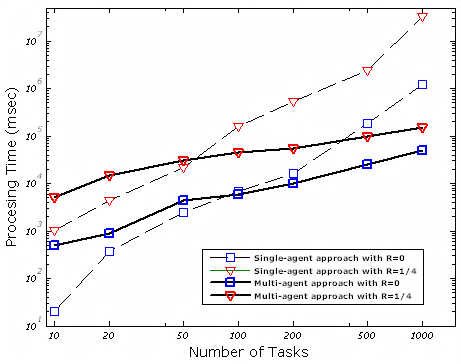 10^7
10^6
10^5
10^4
10^3
10^2
10^1
Procesing Time (msec)
Single-agent approach with R=0
Single-agent approach with R=1/4
Multi-agent approach with R=0
Multi-agent approach with R=1/4
10 20 50 100 200 500 1000
Number of Tasks